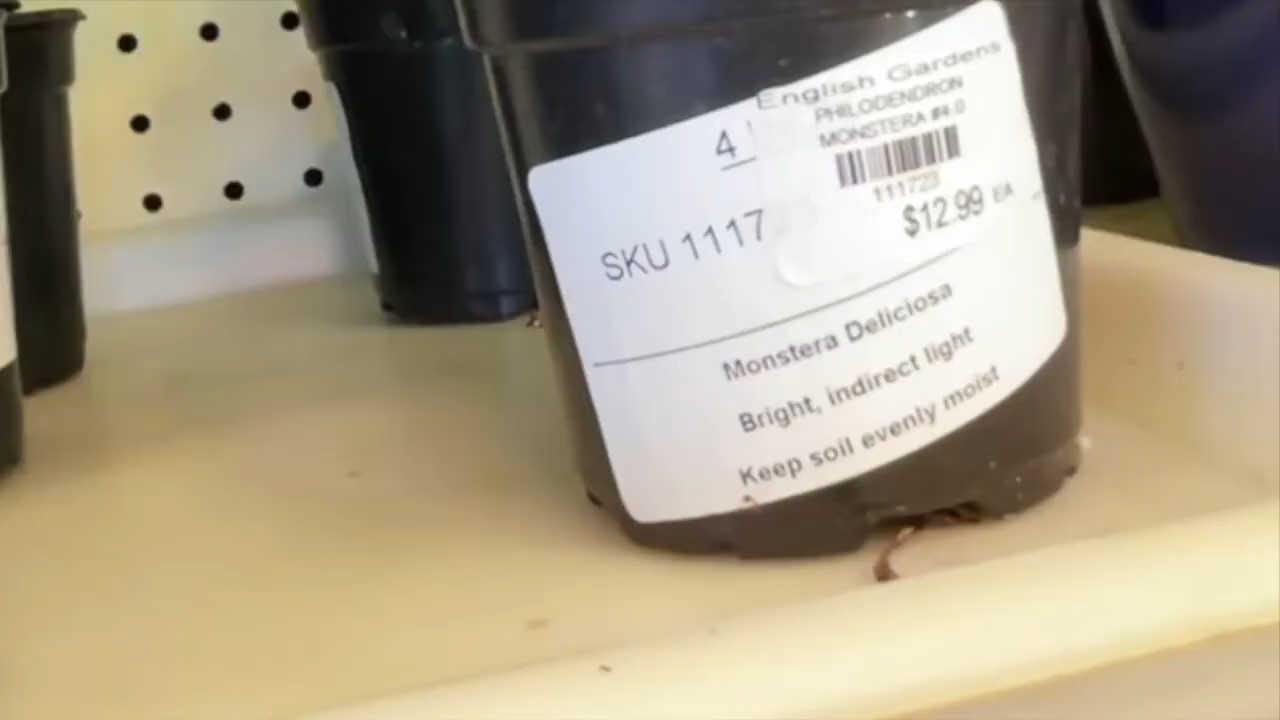 English Gardens
PHILODENDRON
MONSTERA #4.0
111723
$12.99 EA
4
SKU 1117
Monstera Deliciosa
Bright, indirect light
Keep soil evenly moist